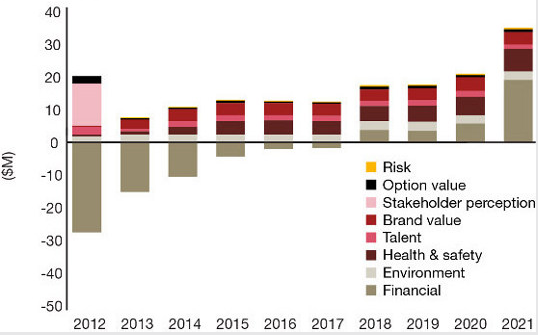 40
30
20
10
0
-10
-20
-30
-40
-50
($M)
Risk
Option value
Stakeholder perception
Brand value
Talent
Health & safety
Environment
Financial
2012 2013 2014 2015 2016 2017 2018 2019 2020 2021